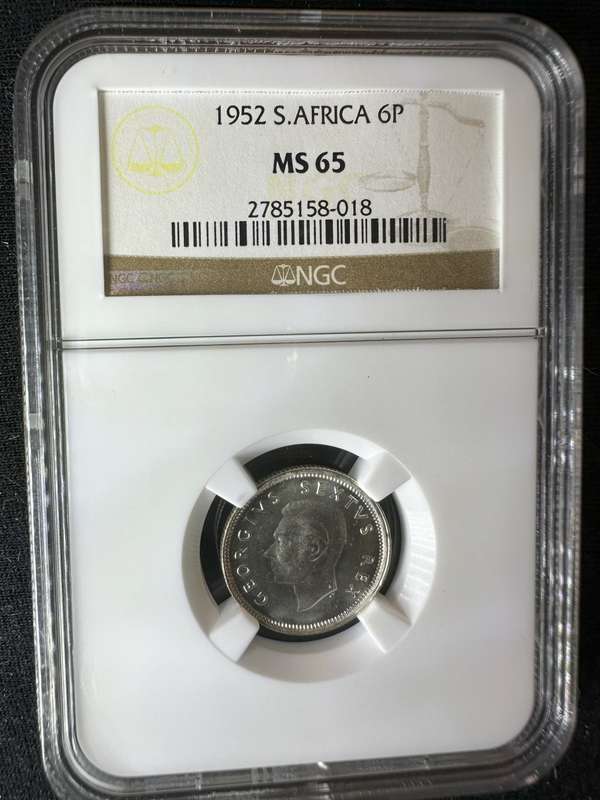 1952 S.AFRICA 6P
MS 65
2785158-018
NGC
GEORGIVS SEXTVS REX